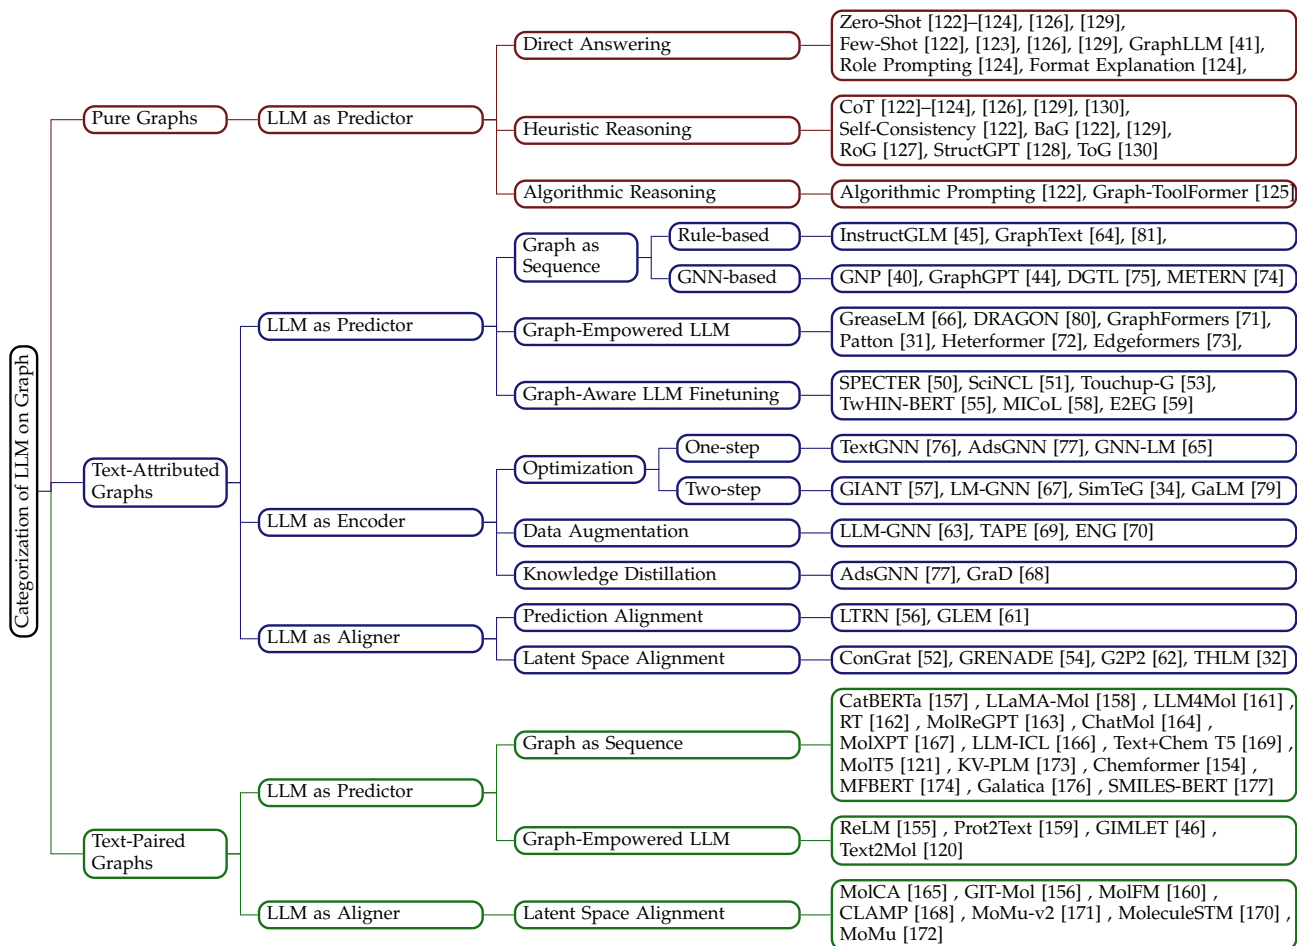 Categorization of LLM on Graph
Pure Graphs
LLM as Predictor
Direct Answering
Zero-Shot [122]–[124], [126], [129],
Few-Shot [122], [123], [126], [129], GraphLLM [41],
Role Prompting [124], Format Explanation [124],
Heuristic Reasoning
CoT [122]–[124], [126], [129], [130],
Self-Consistency [122], BaG [122], [129],
RoG [127], StructGPT [128], ToG [130]
Algorithmic Reasoning
Algorithmic Prompting [122], Graph-ToolFormer [125]
Text-Attributed
Graphs
LLM as Predictor
Graph as
Sequence
Rule-based
InstructGLM [45], GraphText [64], [81],
GNN-based
GNP [40], GraphGPT [44], DGTL [75], METERN [74]
Graph-Empowered LLM
GreaseLM [66], DRAGON [80], GraphFormers [71],
Patton [31], Heterformer [72], Edgeformers [73],
Graph-Aware LLM Finetuning
SPECTER [50], SciNCL [51], Touchup-G [53],
TwHIN-BERT [55], MICoL [58], E2EG [59]
LLM as Encoder
Optimization
One-step
TextGNN [76], AdsGNN [77], GNN-LM [65]
Two-step
GIANT [57], LM-GNN [67], SimTeG [34], GaLM [79]
Data Augmentation
LLM-GNN [63], TAPE [69], ENG [70]
Knowledge Distillation
AdsGNN [77], GraD [68]
LLM as Aligner
Prediction Alignment
LTRN [56], GLEM [61]
Latent Space Alignment
ConGrat [52], GRENADE [54], G2P2 [62], THLM [32]
Text-Paired
Graphs
LLM as Predictor
Graph as Sequence
CatBERTa [157] , LLaMA-Mol [158] , LLM4Mol [161] ,
RT [162] , MolReGPT [163] , ChatMol [164] ,
MolXPT [167] , LLM-ICL [166] , Text+Chem T5 [169] ,
MolT5 [121] , KV-PLM [173] , Chemformer [154] ,
MFBERT [174] , Galatica [176] , SMILES-BERT [177]
Graph-Empowered LLM
ReLM [155] , Prot2Text [159] , GIMLET [46] ,
Text2Mol [120]
LLM as Aligner
Latent Space Alignment
MolCA [165] , GIT-Mol [156] , MolFM [160] ,
CLAMP [168] , MoMu-v2 [171] , MoleculeSTM [170] ,
MoMu [172]